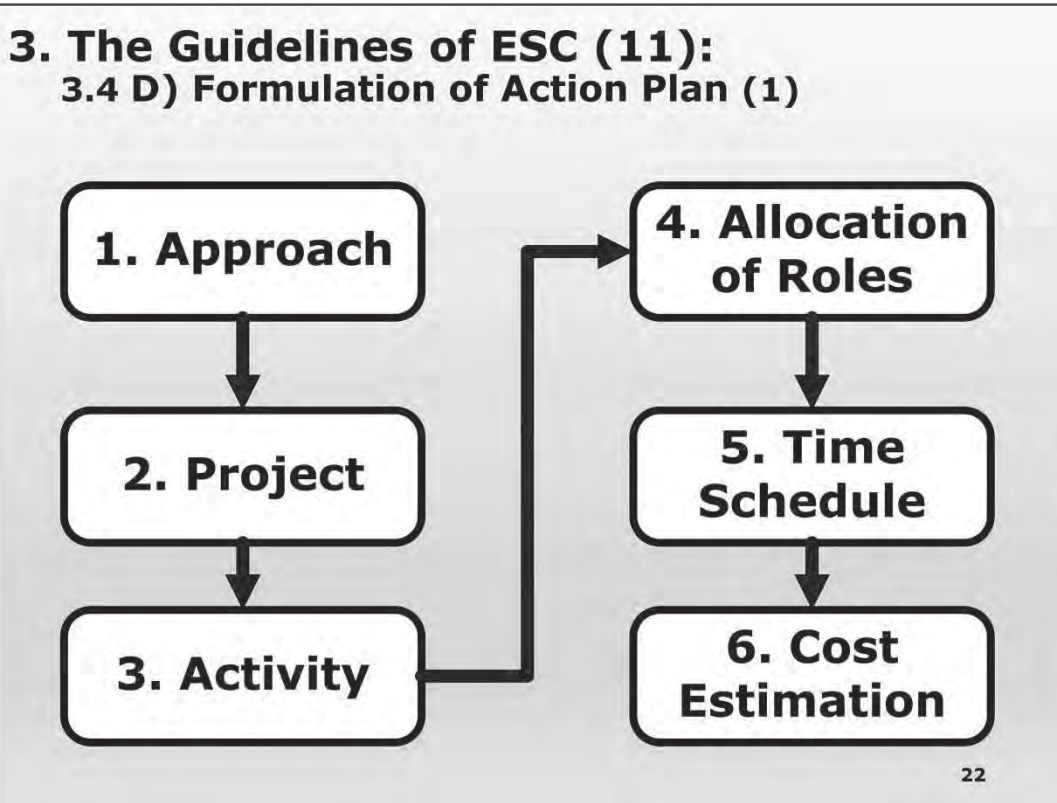 3. The Guidelines of ESC (11):
3.4 D) Formulation of Action Plan (1)
1. Approach
2. Project
3. Activity
4. Allocation
of Roles
5. Time
Schedule
6. Cost
Estimation
22